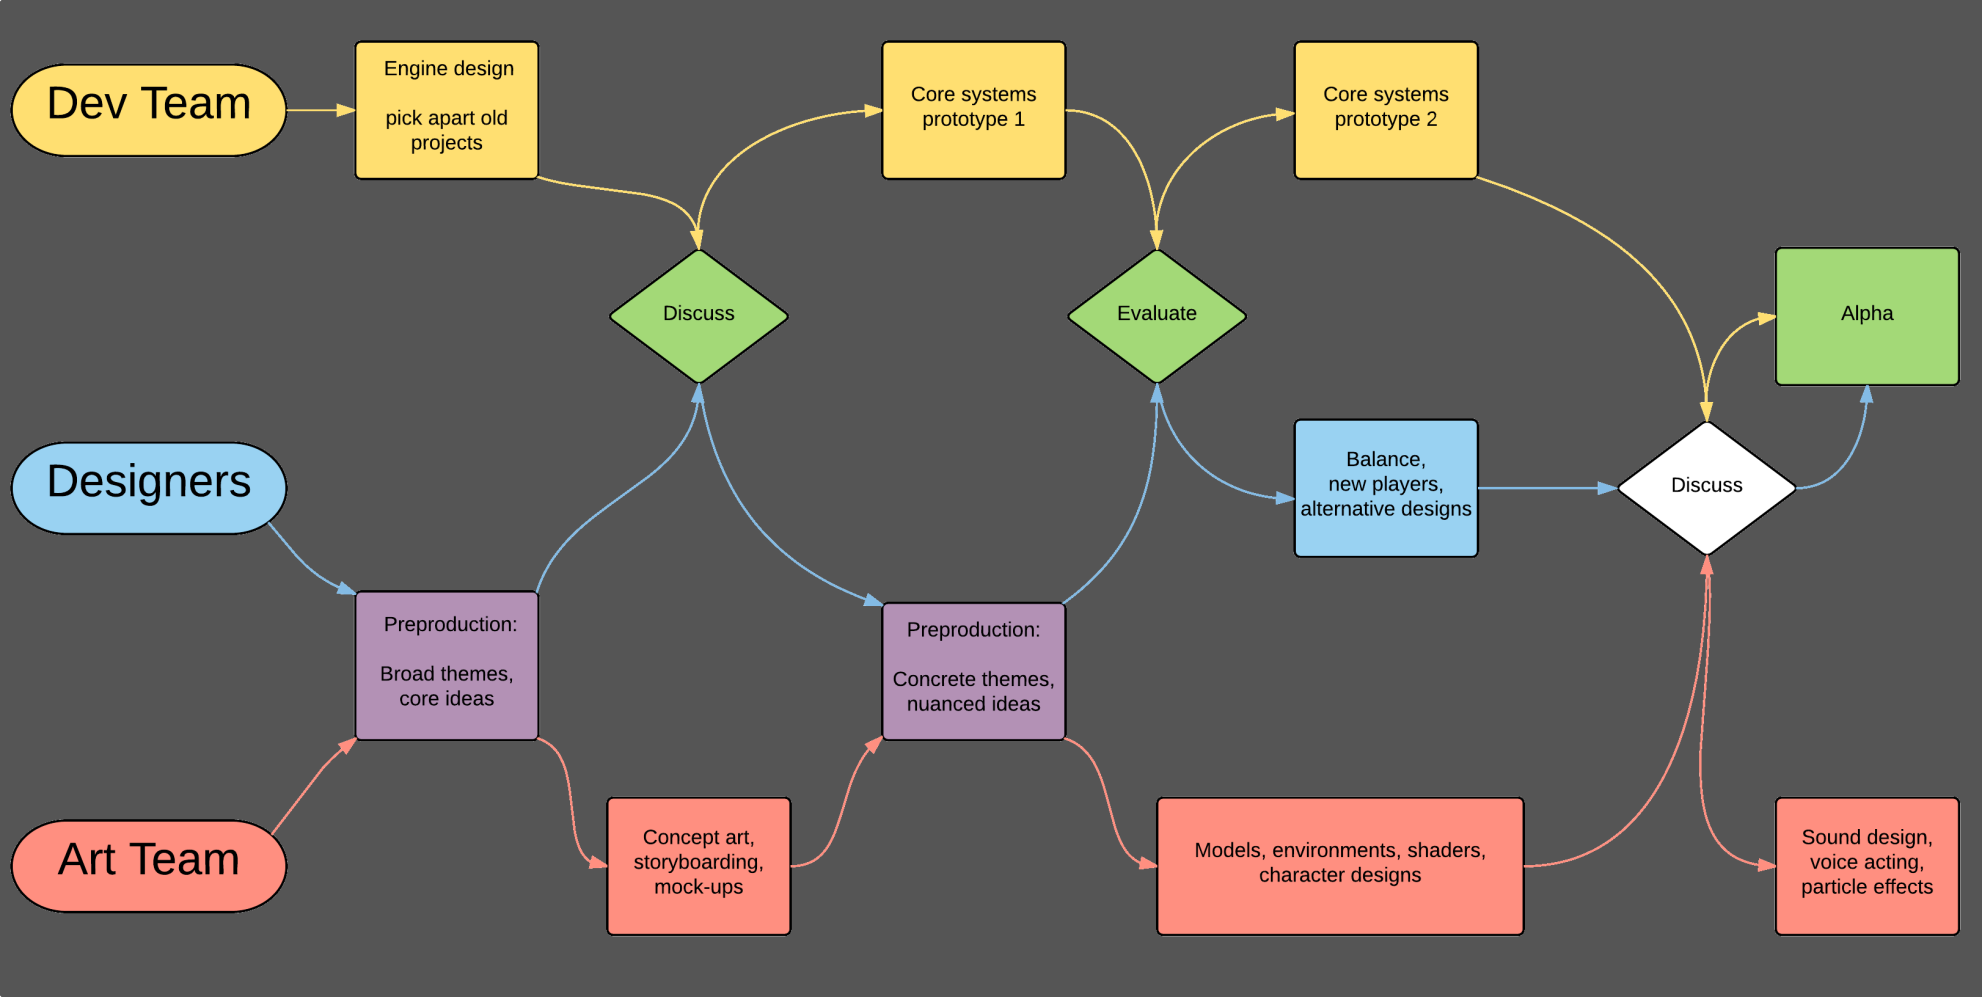 Dev Team
Engine design
pick apart old
projects
Core systems
prototype 1
Core systems
prototype 2
Discuss
Evaluate
Alpha
Designers
Balance,
new players,
alternative designs
Discuss
Preproduction:
Broad themes,
core ideas
Preproduction:
Concrete themes,
nuanced ideas
Art Team
Concept art,
storyboarding,
mock-ups
Models, environments, shaders,
character designs
Sound design,
voice acting,
particle effects